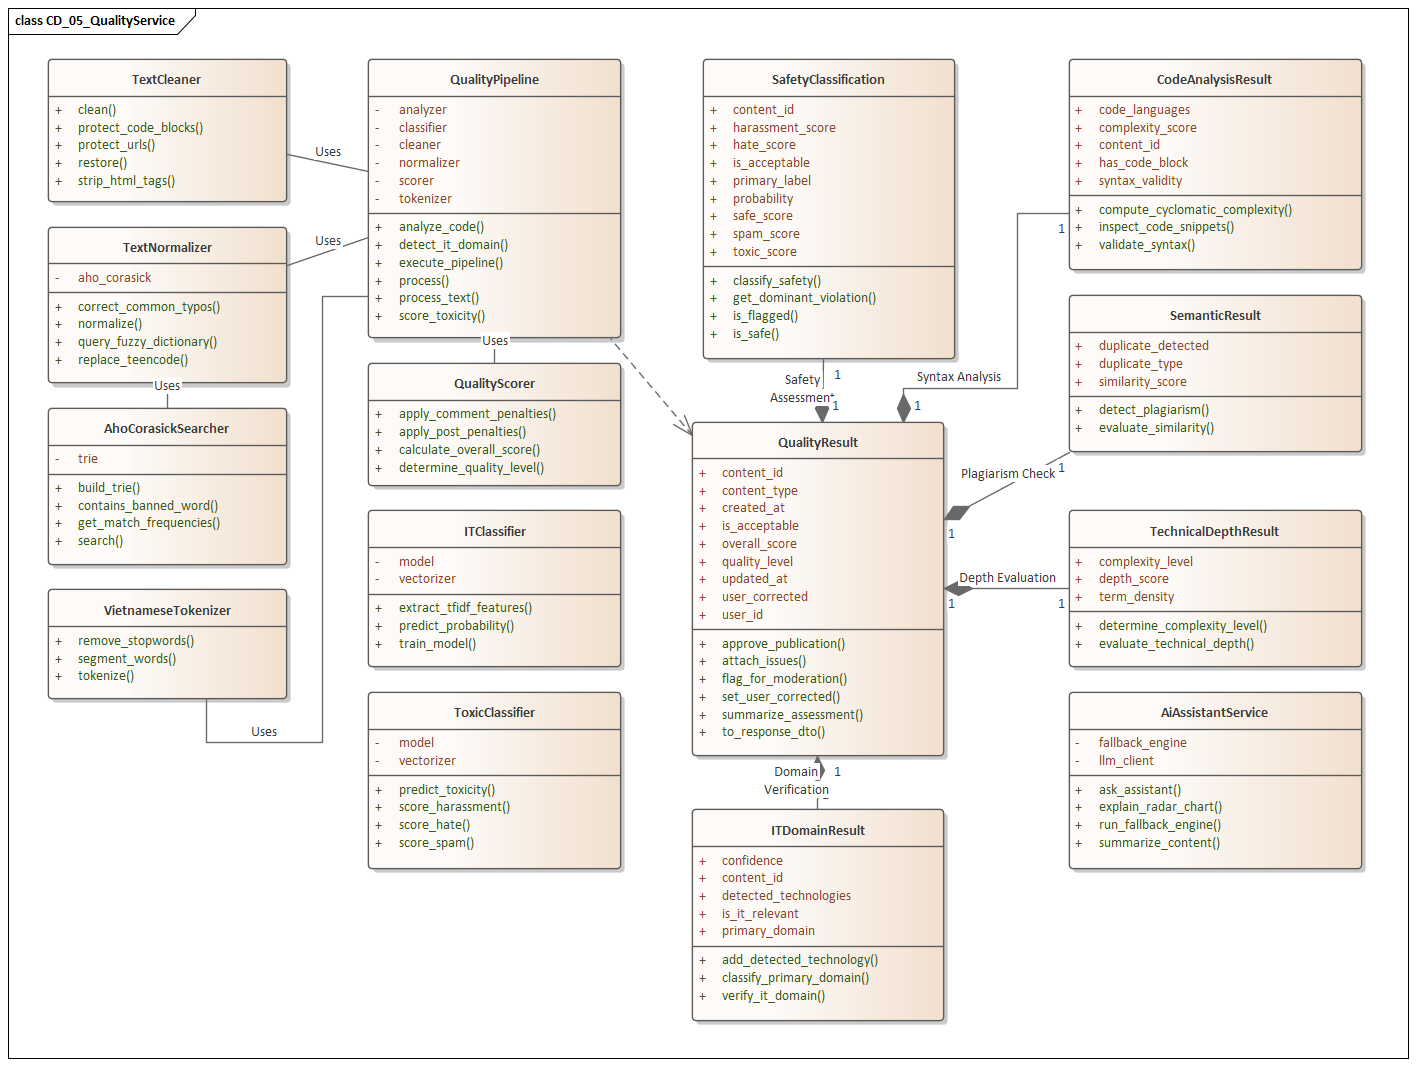 class CD_05_QualityService
TextCleaner
+ clean()
+ protect_code_blocks()
+ protect_urls()
+ restore()
+ strip_html_tags()
Uses
TextNormalizer
- aho_corasick
+ correct_common_typos()
+ normalize()
+ query_fuzzy_dictionary()
+ replace_teencode()
Uses
Uses
AhoCorasickSearcher
- trie
+ build_trie()
+ contains_banned_word()
+ get_match_frequencies()
+ search()
VietnameseTokenizer
+ remove_stopwords()
+ segment_words()
+ tokenize()
Uses
QualityPipeline
- analyzer
- classifier
- cleaner
- normalizer
- scorer
- tokenizer
+ analyze_code()
+ detect_it_domain()
+ execute_pipeline()
+ process()
+ process_text()
+ score_toxicity()
Uses
QualityScorer
+ apply_comment_penalties()
+ apply_post_penalties()
+ calculate_overall_score()
+ determine_quality_level()
ITClassifier
- model
- vectorizer
+ extract_tfidf_features()
+ predict_probability()
+ train_model()
ToxicClassifier
- model
- vectorizer
+ predict_toxicity()
+ score_harassment()
+ score_hate()
+ score_spam()
SafetyClassification
+ content_id
+ harassment_score
+ hate_score
+ is_acceptable
+ primary_label
+ probability
+ safe_score
+ spam_score
+ toxic_score
+ classify_safety()
+ get_dominant_violation()
+ is_flagged()
+ is_safe()
1
Safety
Assessment
1
QualityResult
+ content_id
+ content_type
+ created_at
+ is_acceptable
+ overall_score
+ quality_level
+ updated_at
+ user_corrected
+ user_id
+ approve_publication()
+ attach_issues()
+ flag_for_moderation()
+ set_user_corrected()
+ summarize_assessment()
+ to_response_dto()
Domain
Verification
1
ITDomainResult
+ confidence
+ content_id
+ detected_technologies
+ is_it_relevant
+ primary_domain
+ add_detected_technology()
+ classify_primary_domain()
+ verify_it_domain()
CodeAnalysisResult
+ code_languages
+ complexity_score
+ content_id
+ has_code_block
+ syntax_validity
+ compute_cyclomatic_complexity()
+ inspect_code_snippets()
+ validate_syntax()
1
Syntax Analysis
1
SemanticResult
+ duplicate_detected
+ duplicate_type
+ similarity_score
+ detect_plagiarism()
+ evaluate_similarity()
1
Plagiarism Check
1
TechnicalDepthResult
+ complexity_level
+ depth_score
+ term_density
+ determine_complexity_level()
+ evaluate_technical_depth()
Depth Evaluation
1
1
AiAssistantService
- fallback_engine
- llm_client
+ ask_assistant()
+ explain_radar_chart()
+ run_fallback_engine()
+ summarize_content()